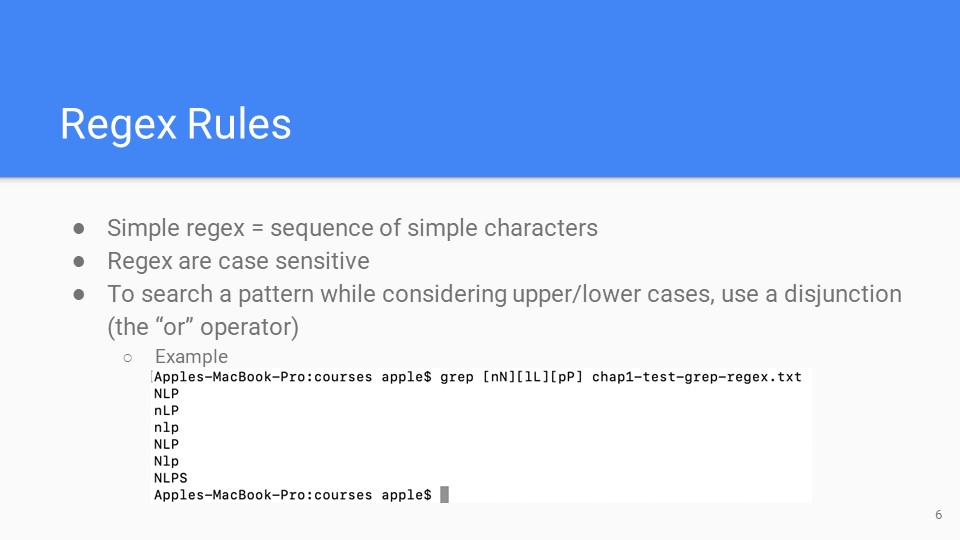 Regex Rules
● Simple regex = sequence of simple characters
● Regex are case sensitive
● To search a pattern while considering upper/lower cases, use a disjunction
(the “or” operator)
○ Example
[Apples-MacBook-Pro:courses apple$ grep [nN][lL][pP] chap1-test-grep-regex.txt
NLP
nLP
nlp
NLP
Nlp
NLPS
Apples-MacBook-Pro:courses apple$
6